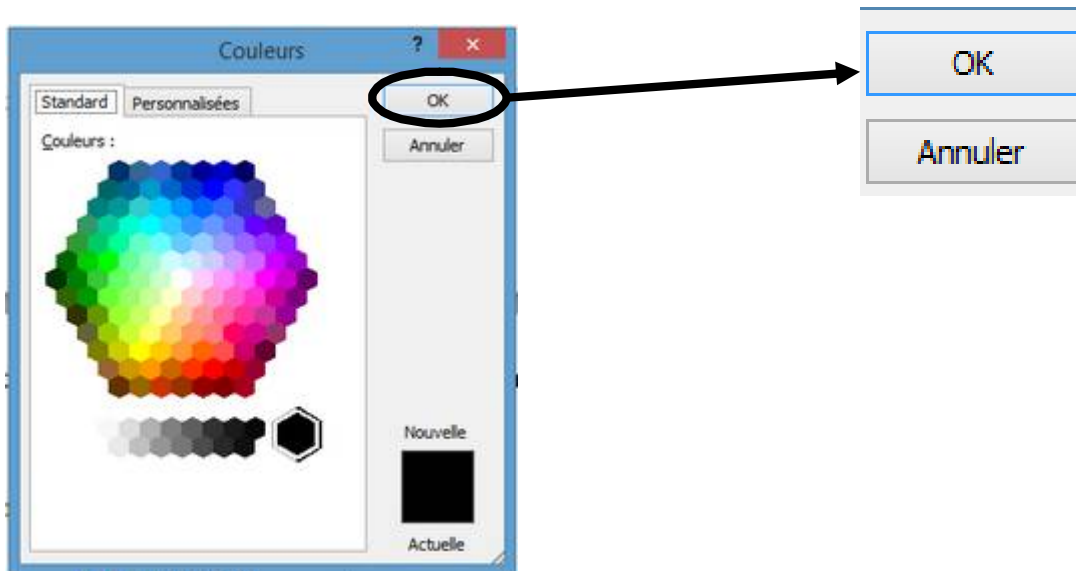 Couleurs
?
Standard
Personnalisées
OK
Annuler
Couleurs :
Nouvelle
Actuelle
OK
Annuler